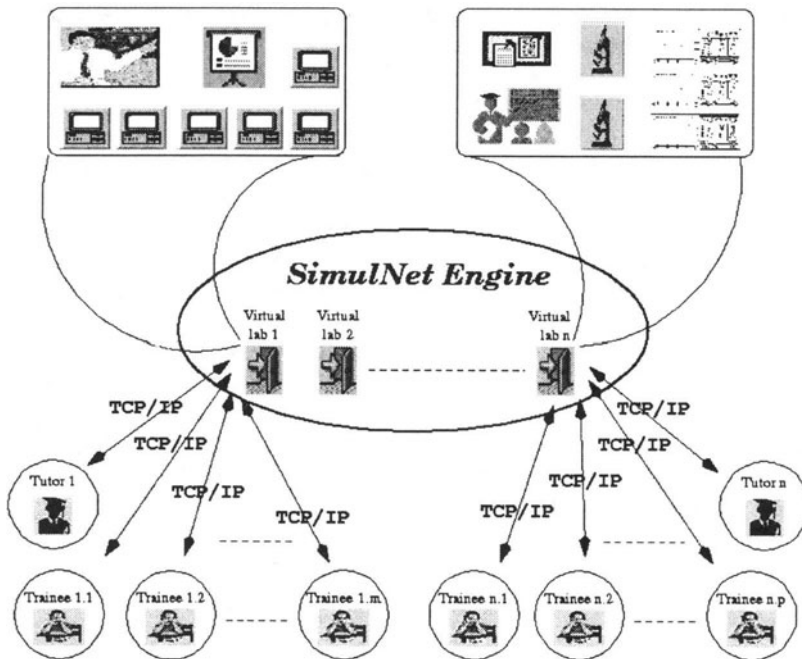 SimulNet Engine
Virtual
lab 1
Virtual
lab 2
Virtual
lab n
TCP/IP
TCP/IP
TCP/IP
TCP/IP
TCP/IP
TCP/IP
TCP/IP
TCP/IP
Tutor 1
Tutor n
Trainee 1.1
Trainee 1.2
Trainee 1.m
Trainee n.1
Trainee n.2
Trainee n.p